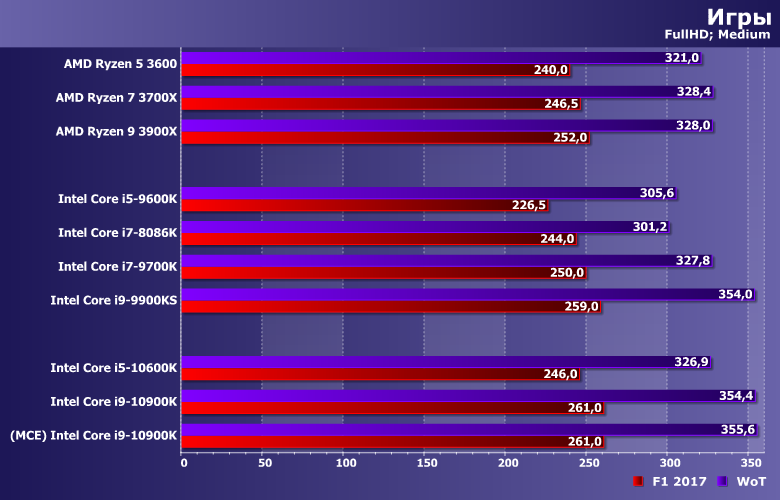 Игры
FullHD; Medium
AMD Ryzen 5 3600
321,0
240,0
AMD Ryzen 7 3700X
328,4
246,5
AMD Ryzen 9 3900X
328,0
252,0
Intel Core i5-9600K
305,6
226,5
Intel Core i7-8086K
301,2
244,0
Intel Core i7-9700K
327,8
250,0
Intel Core i9-9900KS
354,0
259,0
Intel Core i5-10600K
326,9
246,0
Intel Core i9-10900K
354,4
261,0
(MCE) Intel Core i9-10900K
355,6
261,0
0 50 100 150 200 250 300 350
F1 2017 WoT